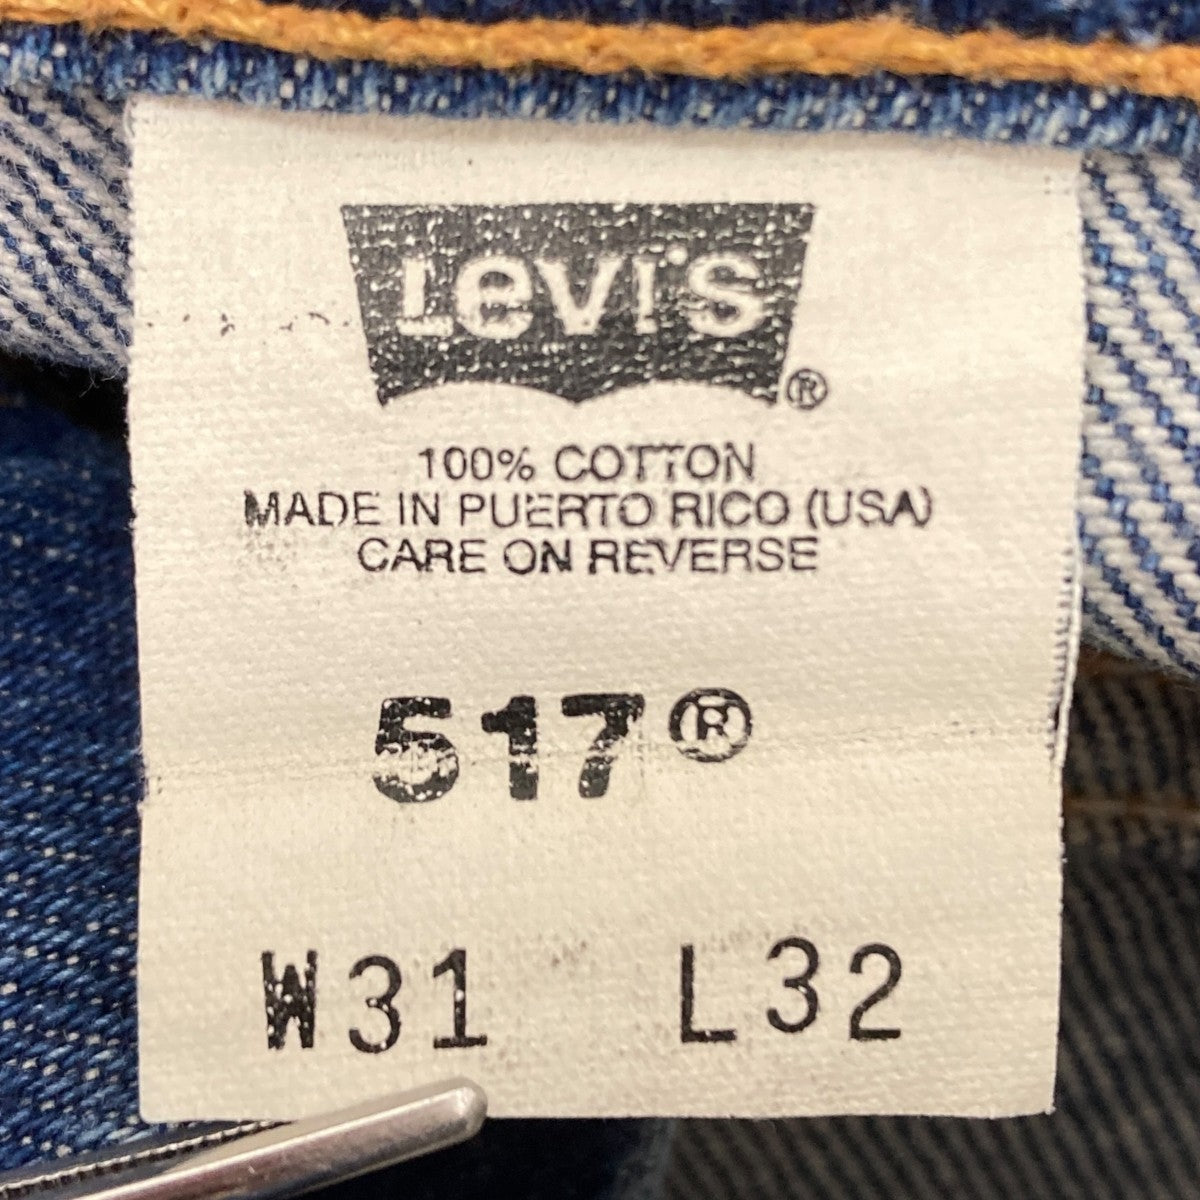 Levi's ®
100% COTTON
MADE IN PUERTO RICO (USA)
CARE ON REVERSE
517®
W31 L32